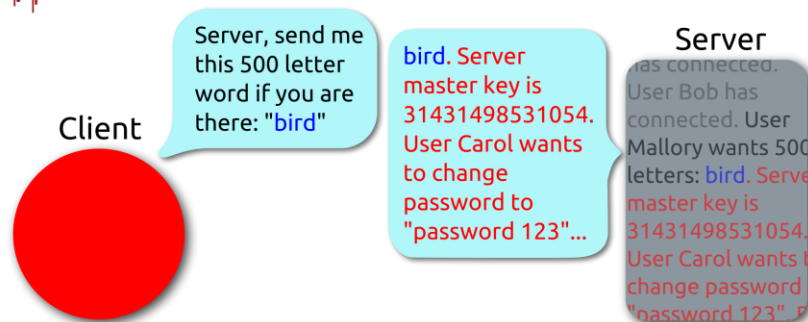 Client
Server, send me
this 500 letter
word if you are
there: "bird"
bird. Server
master key is
31431498531054.
User Carol wants
to change
password to
"password 123"...
Server
has connected.
User Bob has
connected. User
Mallory wants 500
letters: bird. Serve
master key is
31431498531054.
User Carol wants t
change password
"password 123".